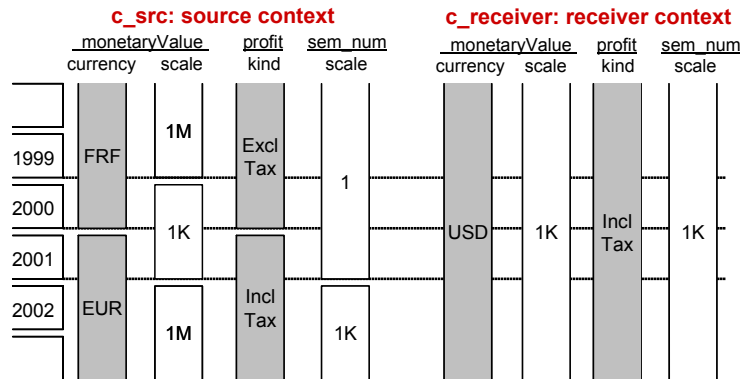 c_src: source context
c_receiver: receiver context
monetaryValue profit sem_num
monetaryValue profit sem_num
currency scale kind scale
currency scale kind scale
1M
Excl
1999 FRF
Tax
1
2000
1K
USD 1K Incl 1K
Tax
2001
2002 EUR
Incl
Tax
1M
1K